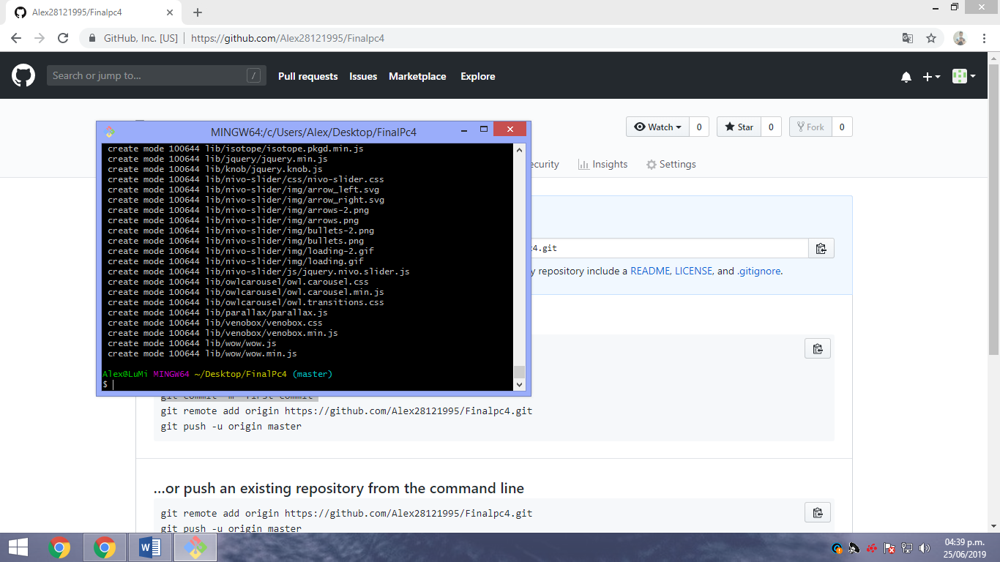 Alex28121995/Finalpc4
GitHub, Inc. [US] https://github.com/Alex28121995/Finalpc4
Search or jump to... /
Pull requests Issues Marketplace Explore
Watch 0 Star 0 Fork 0
ecurity Insights Settings
MINGW64:/c/Users/Alex/Desktop/FinalPc4
create mode 100644 lib/isotope/isotope.pkgd.min.js
create mode 100644 lib/jquery/jquery.min.js
create mode 100644 lib/knob/jquery.knob.js
create mode 100644 lib/nivo-slider/css/nivo-slider.css
create mode 100644 lib/nivo-slider/img/arrow_left.svg
create mode 100644 lib/nivo-slider/img/arrow_right.svg
create mode 100644 lib/nivo-slider/img/arrows-2.png
create mode 100644 lib/nivo-slider/img/arrows.png
create mode 100644 lib/nivo-slider/img/bullets-2.png
create mode 100644 lib/nivo-slider/img/bullets.png
create mode 100644 lib/nivo-slider/img/loading-2.gif
create mode 100644 lib/nivo-slider/img/loading.gif
create mode 100644 lib/nivo-slider/js/jquery.nivo.slider.js
create mode 100644 lib/owlcarousel/owl.carousel.css
create mode 100644 lib/owlcarousel/owl.carousel.min.js
create mode 100644 lib/owlcarousel/owl.transitions.css
create mode 100644 lib/parallax/parallax.js
create mode 100644 lib/venobox/venobox.css
create mode 100644 lib/venobox/venobox.min.js
create mode 100644 lib/wow/wow.js
create mode 100644 lib/wow/wow.min.js
Alex@LuMi MINGW64 ~/Desktop/FinalPc4 (master)
$
4.git
y repository include a README, LICENSE, and .gitignore.
git commit -m "first commit"
git remote add origin https://github.com/Alex28121995/Finalpc4.git
git push -u origin master
…or push an existing repository from the command line
git remote add origin https://github.com/Alex28121995/Finalpc4.git
git push -u origin master
04:39 p.m.
25/06/2019